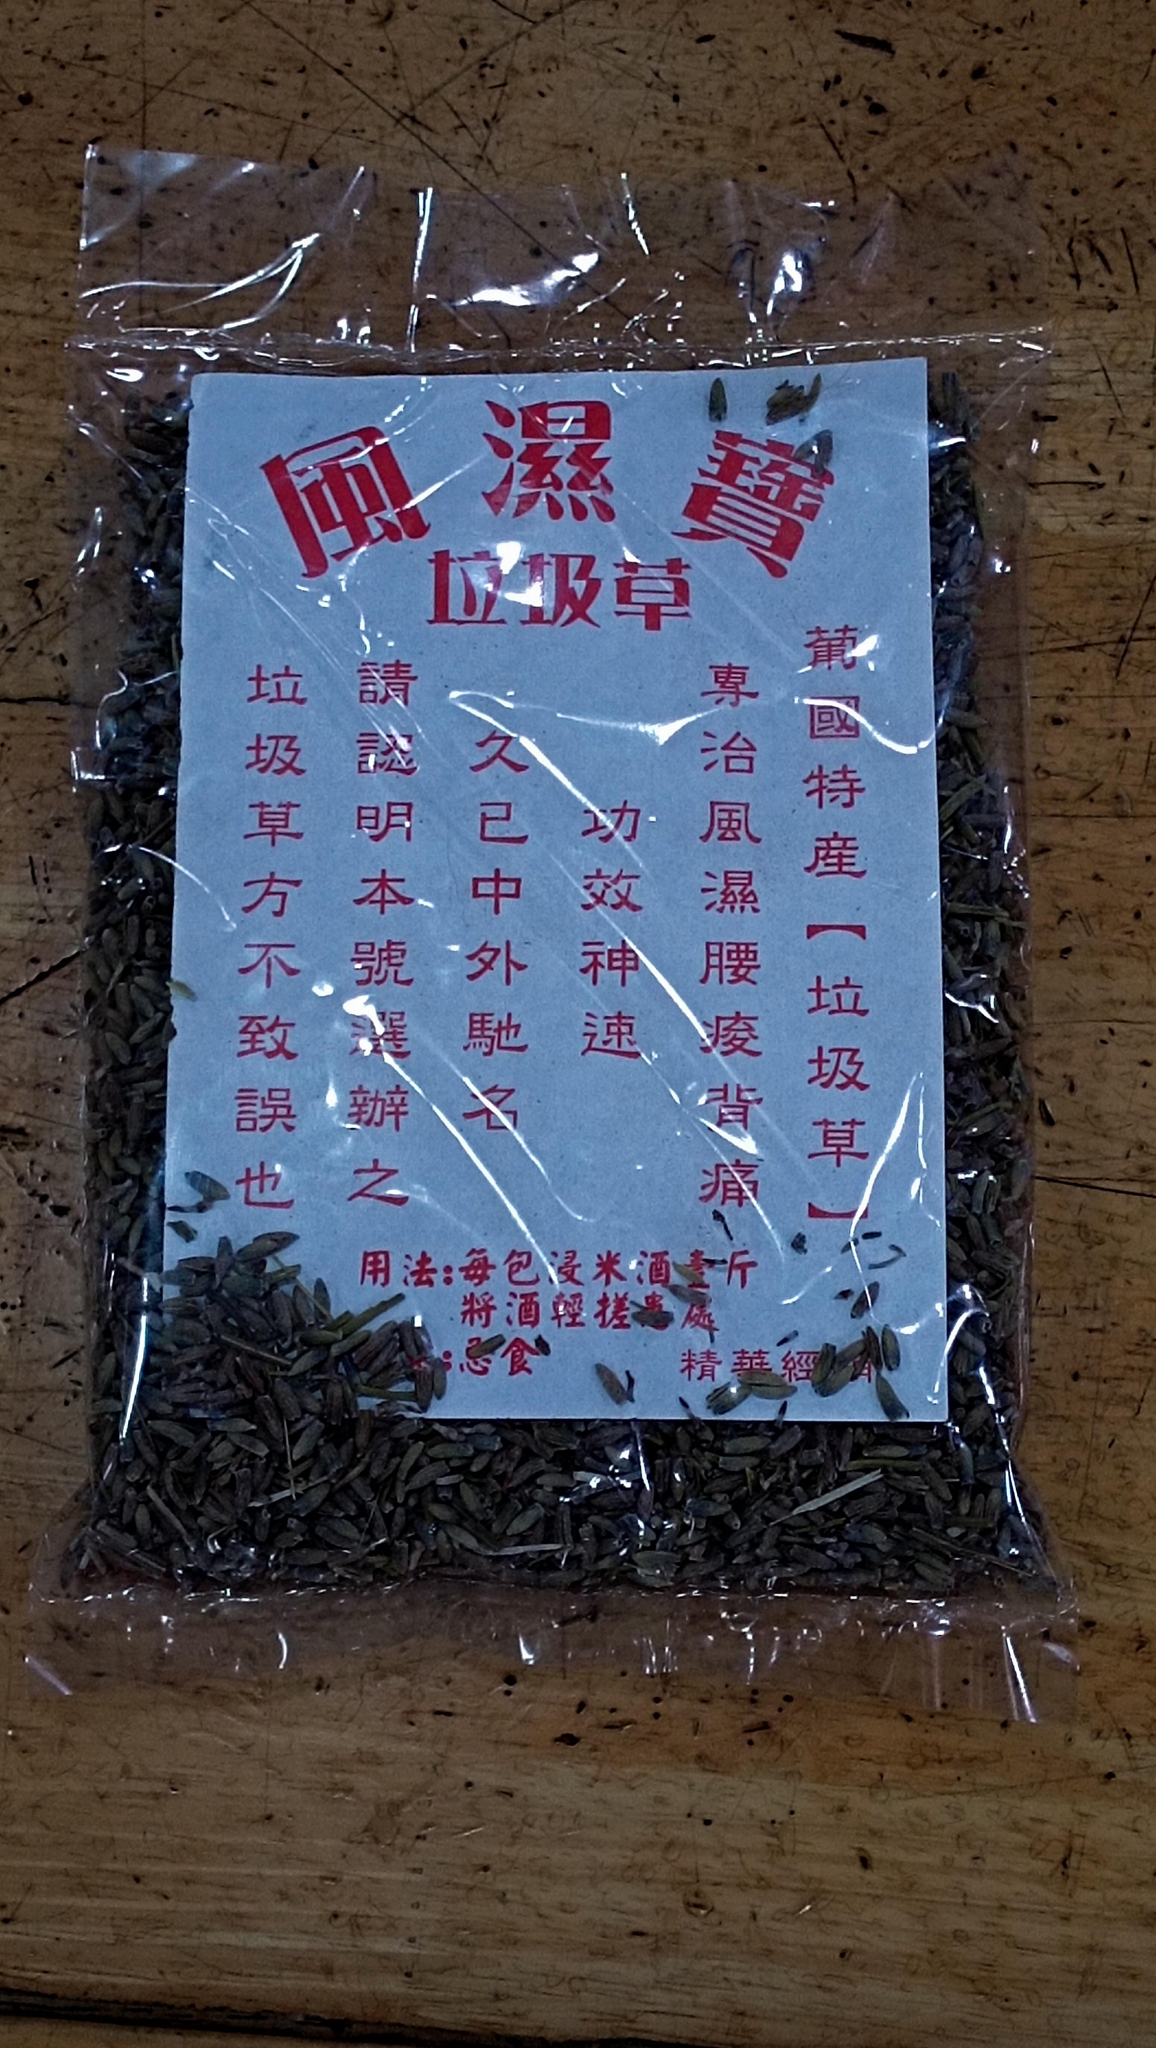 風濕寶
垃圾草
葡國特産【垃圾草】
專治風濕腰痠背痛
功效神速
久已中外馳名
請認明本號選辦之
垃圾草方不致誤也
用法:每包浸米酒壹斤
將酒輕搓患處
:忌食
精華經